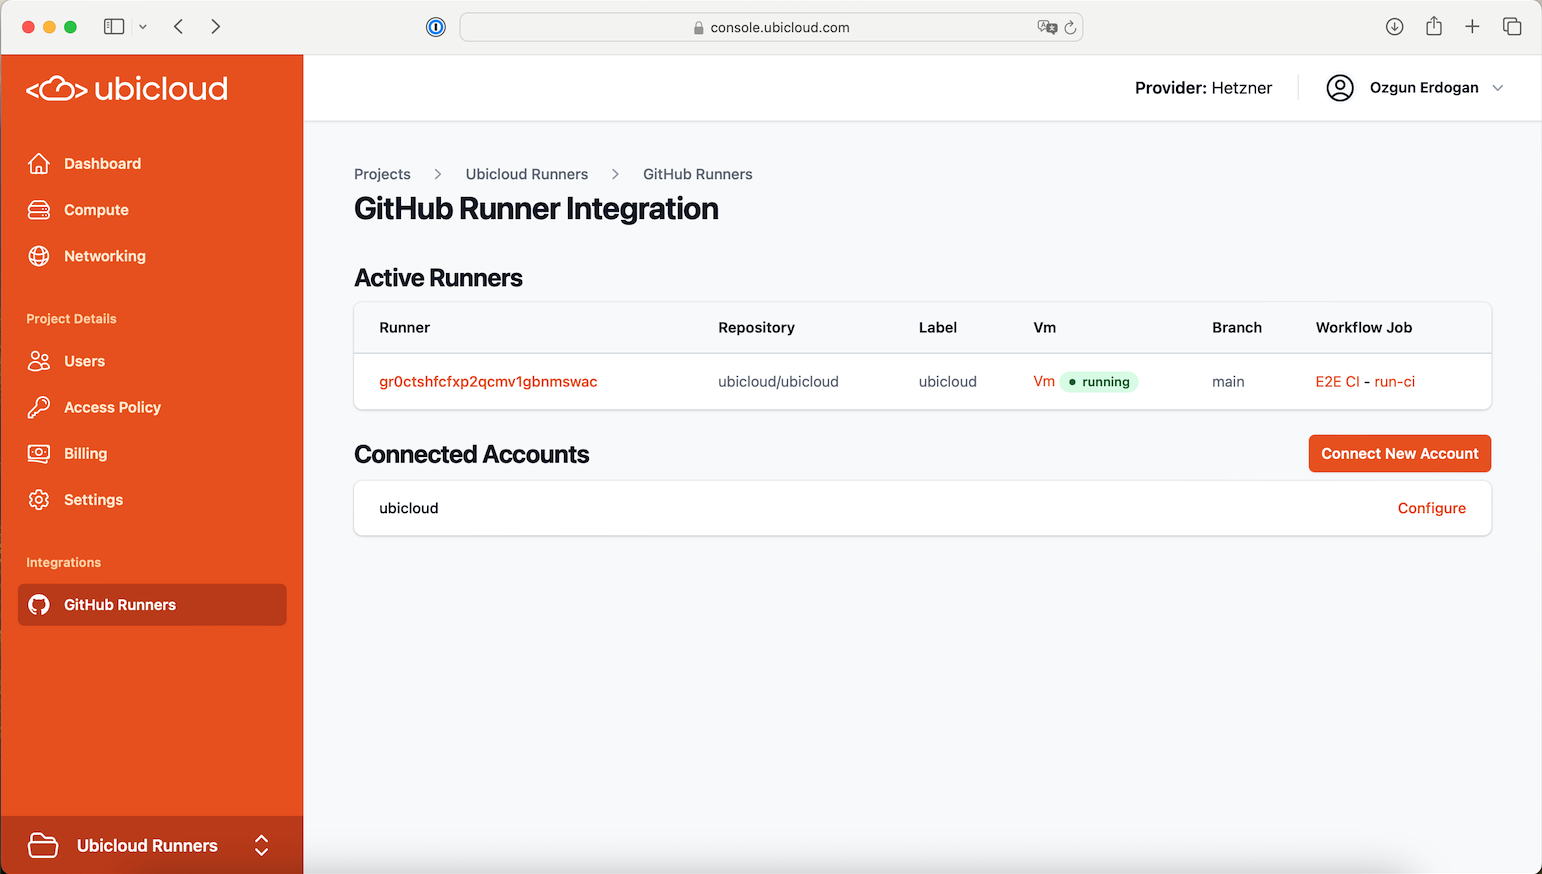 console.ubicloud.com
ubicloud
Provider: Hetzner
Ozgun Erdogan
Dashboard
Compute
Networking
Project Details
Users
Access Policy
Billing
Settings
Integrations
GitHub Runners
Ubicloud Runners
Projects > Ubicloud Runners > GitHub Runners
GitHub Runner Integration
Active Runners
Runner Repository Label Vm Branch Workflow Job
gr0ctshfcfxp2qcmv1gbnmswac ubicloud/ubicloud ubicloud Vm running main E2E CI - run-ci
Connected Accounts
Connect New Account
ubicloud Configure